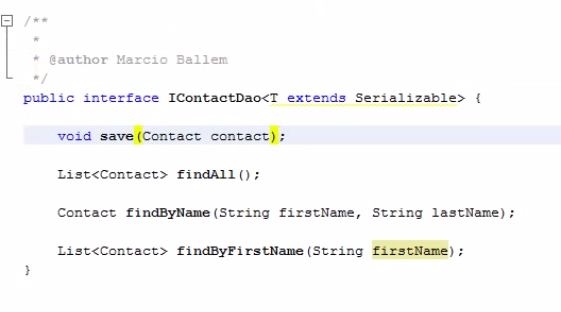 /**
*
* @author Marcio Ballem
*/
public interface IContactDao<T extends Serializable> {
void save(Contact contact);
List<Contact> findAll();
Contact findByName(String firstName, String lastName);
List<Contact> findByFirstName(String firstName);
}